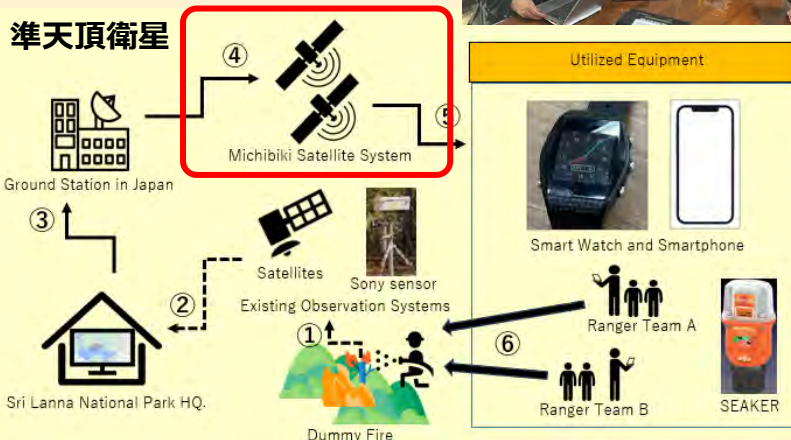 準天頂衛星
④
Michibiki Satellite System
⑤
Utilized Equipment
Ground Station in Japan
③
Smart Watch and Smartphone
②
Satellites
Sony sensor
Existing Observation Systems
①
⑥
Ranger Team A
Sri Lanna National Park HQ.
Ranger Team B
SEAKER
Dummy Fire